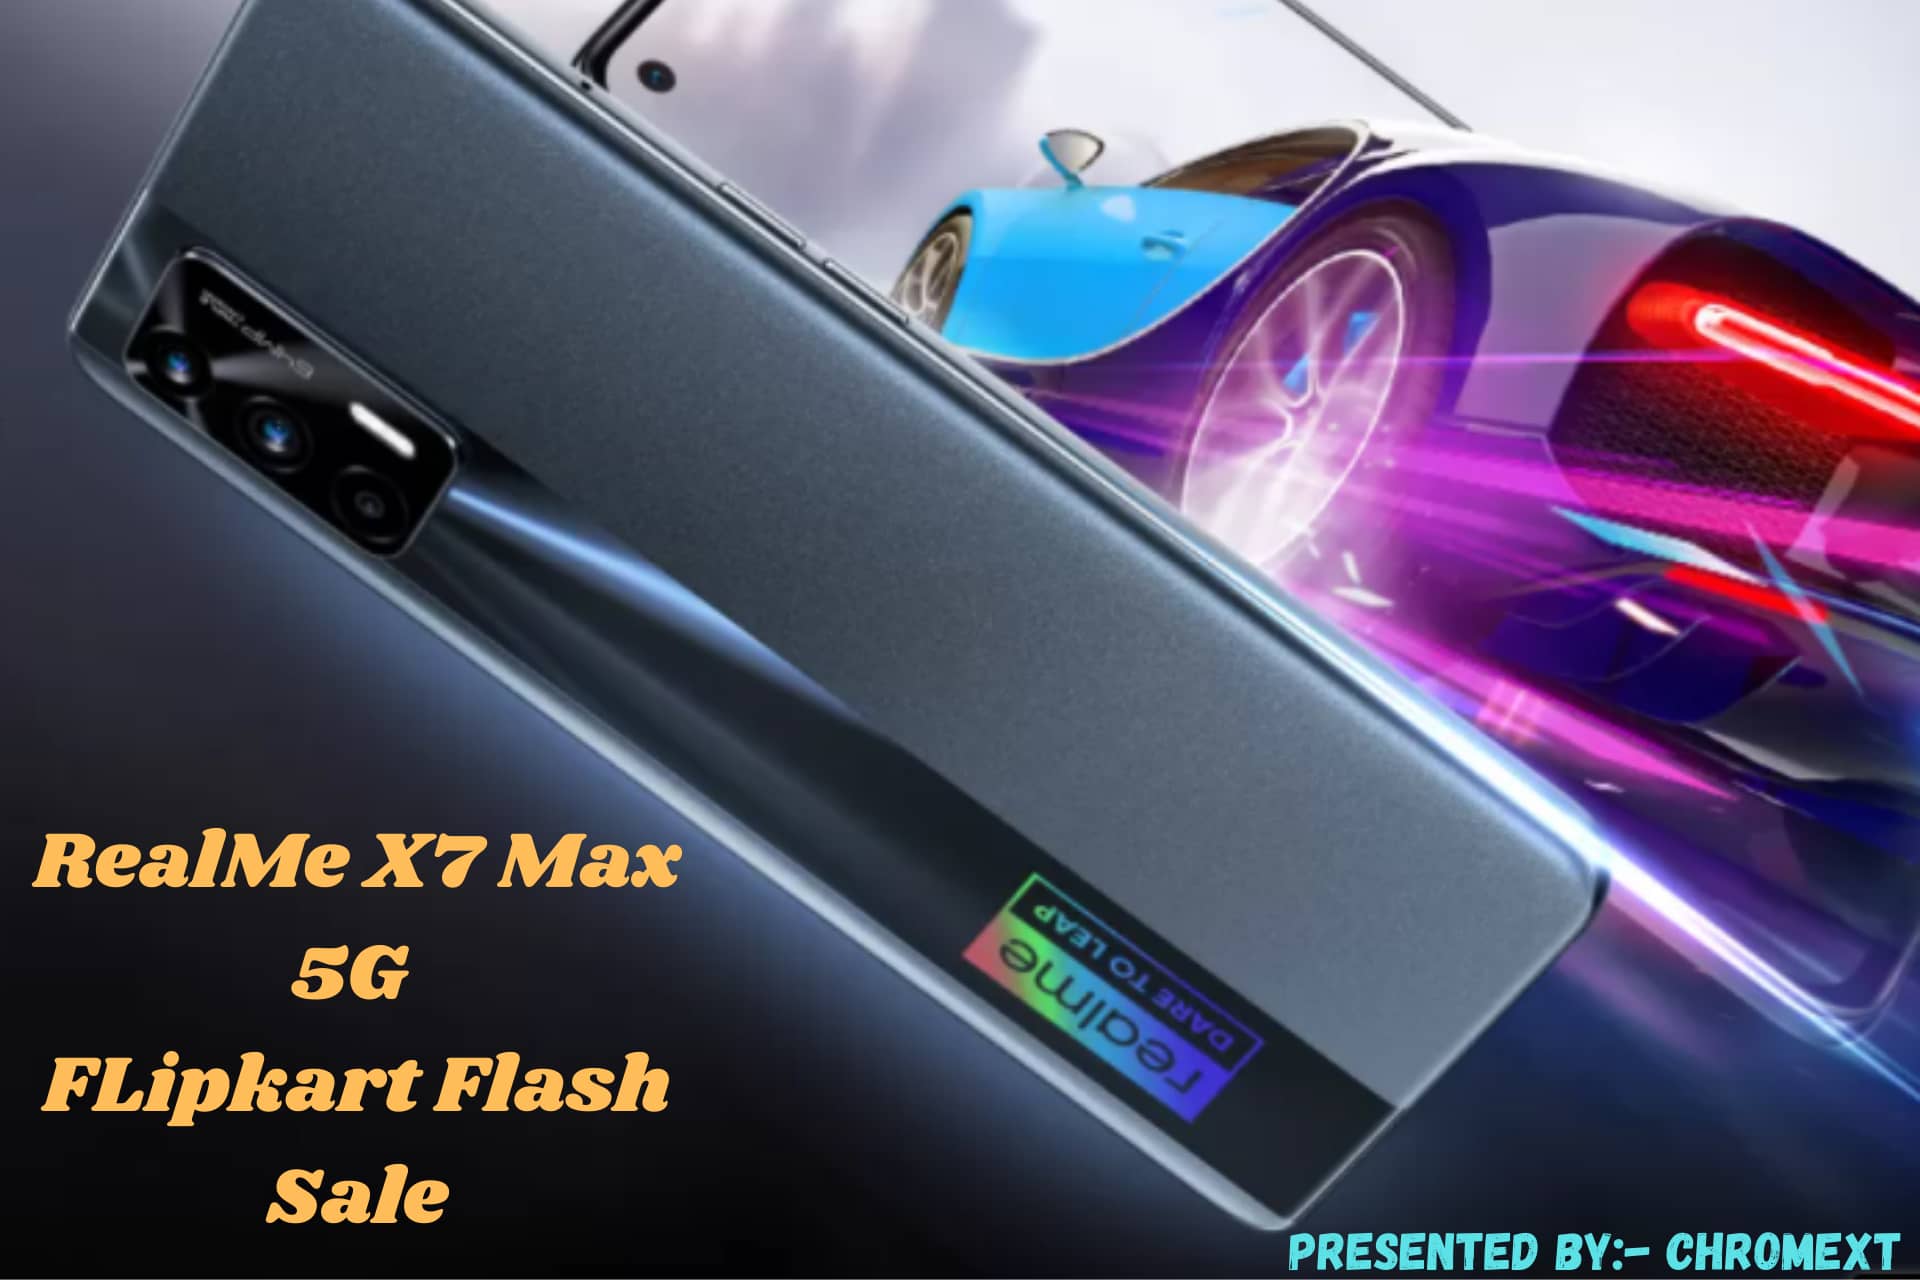 RealMe X7 Max
5G
FLipkart Flash
Sale
realme
DARE TO LEAP
PRESENTED BY:- CHROMEXT